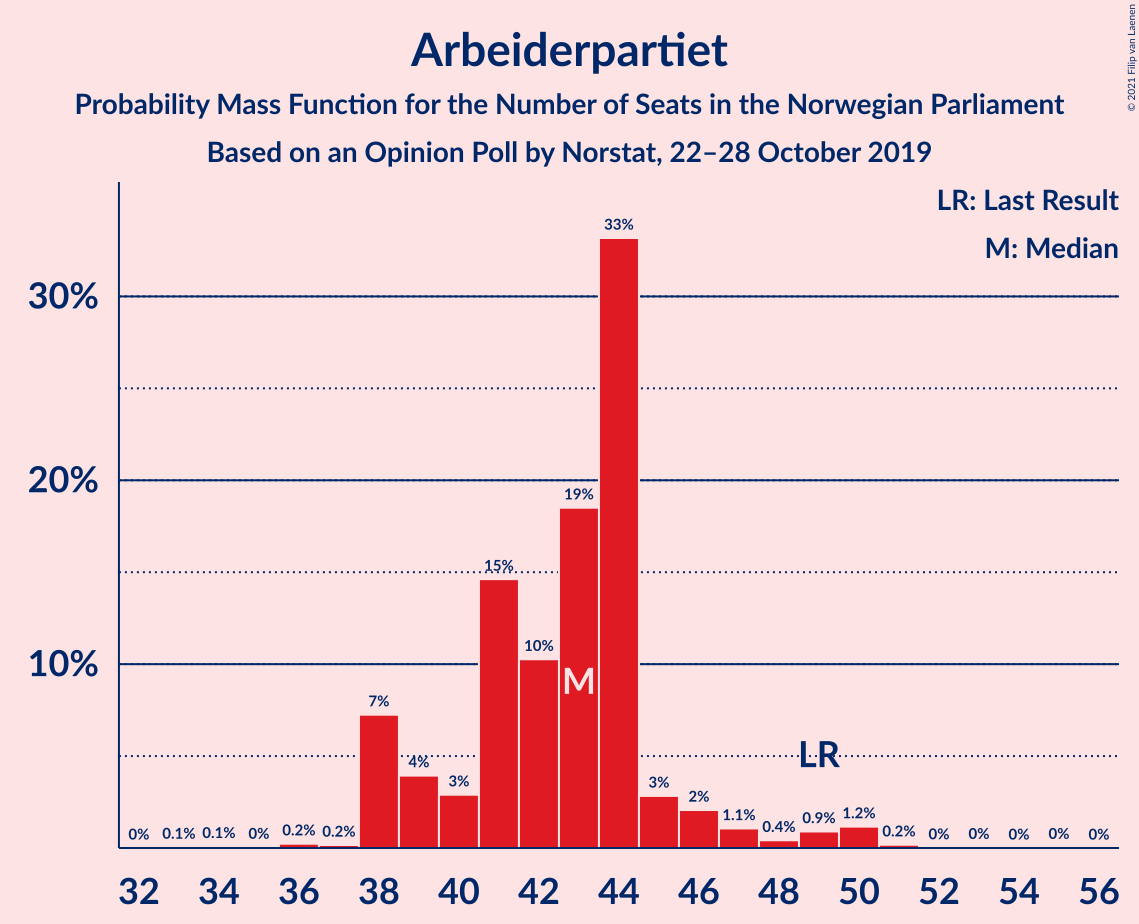 Arbeiderpartiet
Probability Mass Function for the Number of Seats in the Norwegian Parliament
Based on an Opinion Poll by Norstat, 22–28 October 2019
© 2021 Filip van Laenen
LR: Last Result
M: Median
30%
20%
10%
0% 0.1% 0.1% 0% 0.2% 0.2% 7% 4% 3% 15% 10% 19% 33% 3% 2% 1.1% 0.4% 0.9% 1.2% 0.2% 0% 0% 0% 0% 0%
M
LR
32 34 36 38 40 42 44 46 48 50 52 54 56